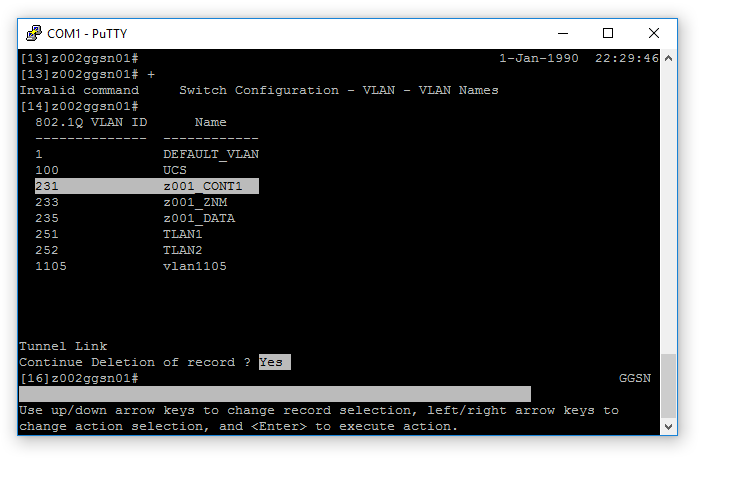 COM1 - PuTTY
[13]z002ggsn01# 1-Jan-1990 22:29:46
[13]z002ggsn01# +
Invalid command Switch Configuration - VLAN - VLAN Names
[14]z002ggsn01#
802.1Q VLAN ID Name
-------------- ------------
1 DEFAULT_VLAN
100 UCS
231 z001_CONT1
233 z001_ZNM
235 z001_DATA
251 TLAN1
252 TLAN2
1105 vlan1105
Tunnel Link
Continue Deletion of record ? Yes
[16]z002ggsn01# GGSN
Use up/down arrow keys to change record selection, left/right arrow keys to
change action selection, and <Enter> to execute action.